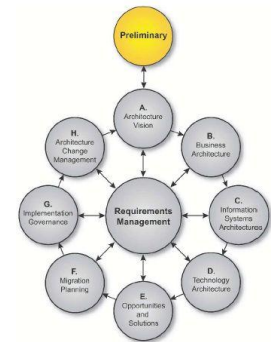 Preliminary
A.
Architecture
Vision
H.
Architecture
Change
Management
B.
Business
Architecture
G.
Implementation
Governance
Requirements
Management
C.
Information
Systems
Architectures
F.
Migration
Planning
D.
Technology
Architecture
E.
Opportunities
and
Solutions